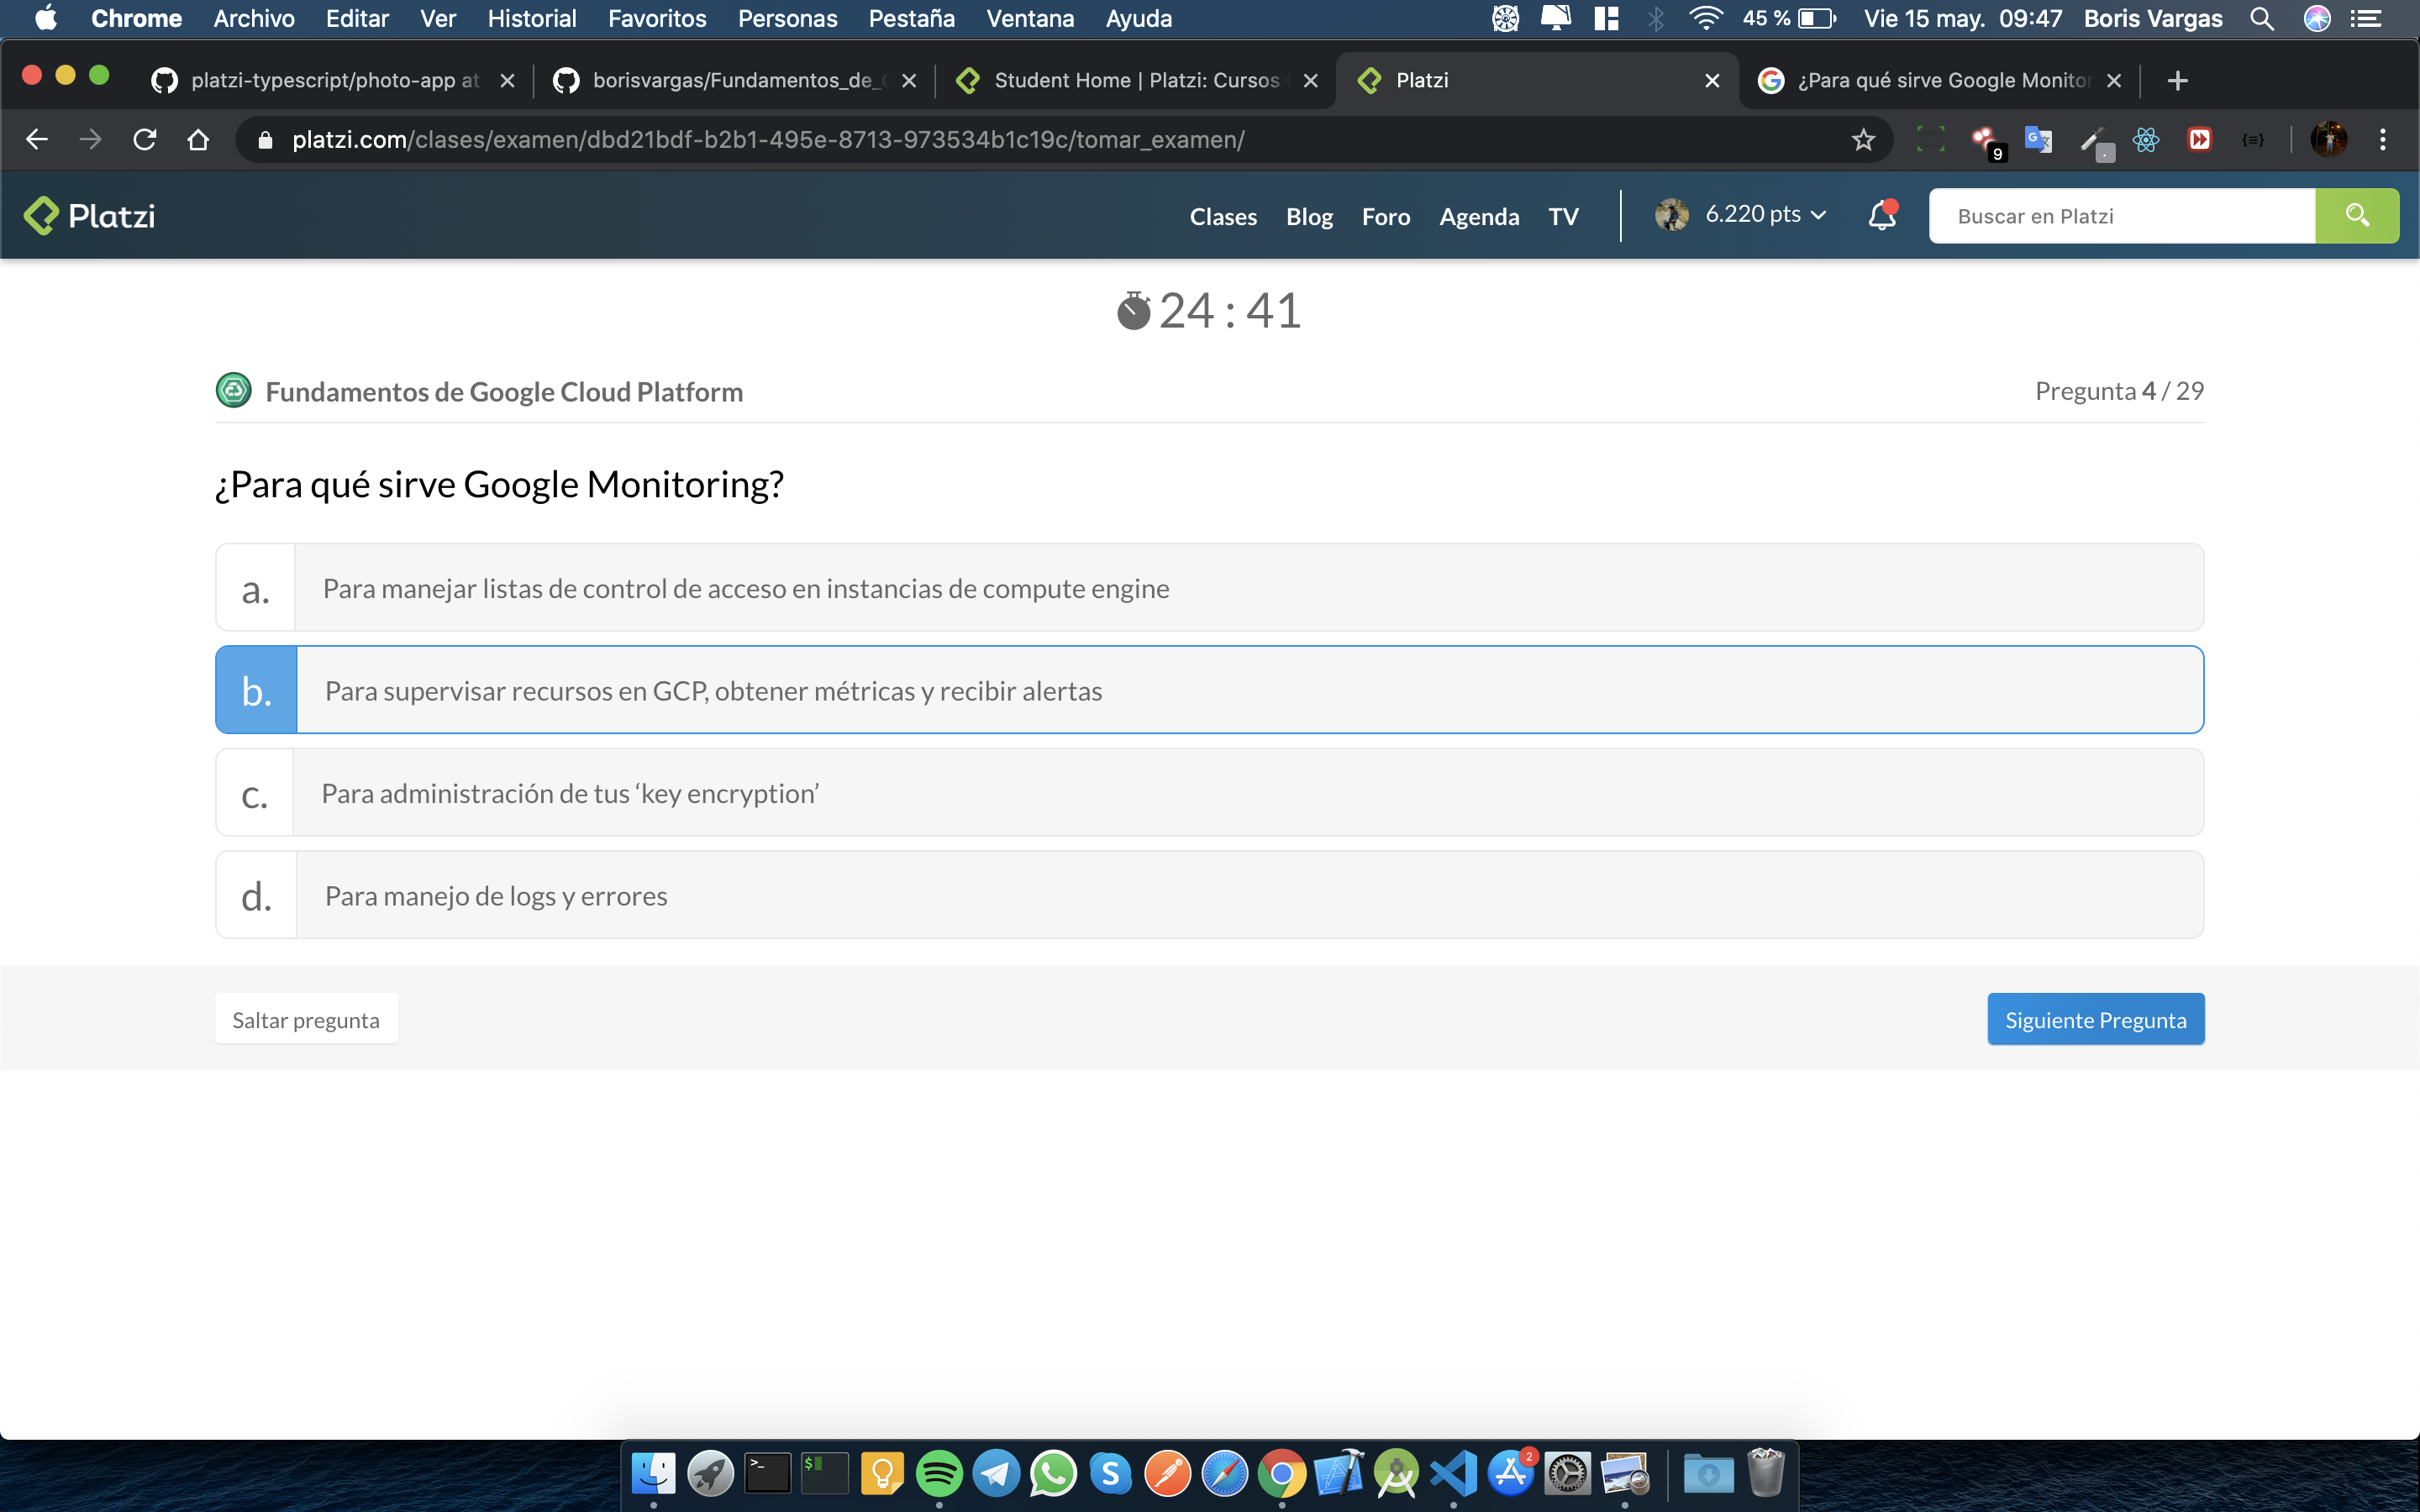 Chrome Archivo Editar Ver Historial Favoritos Personas Pestaña Ventana Ayuda 45 % Vie 15 may. 09:47 Boris Vargas
platzi-typescript/photo-app at borisvargas/Fundamentos_de_ Student Home | Platzi: Cursos Platzi ¿Para qué sirve Google Monitor
platzi.com/clases/examen/dbd21bdf-b2b1-495e-8713-973534b1c19c/tomar_examen/ 9
Platzi Clases Blog Foro Agenda TV 6.220 pts Buscar en Platzi
24 : 41
Fundamentos de Google Cloud Platform Pregunta 4 / 29
¿Para qué sirve Google Monitoring?
a. Para manejar listas de control de acceso en instancias de compute engine
b. Para supervisar recursos en GCP, obtener métricas y recibir alertas
c. Para administración de tus ‘key encryption’
d. Para manejo de logs y errores
Saltar pregunta Siguiente Pregunta
2